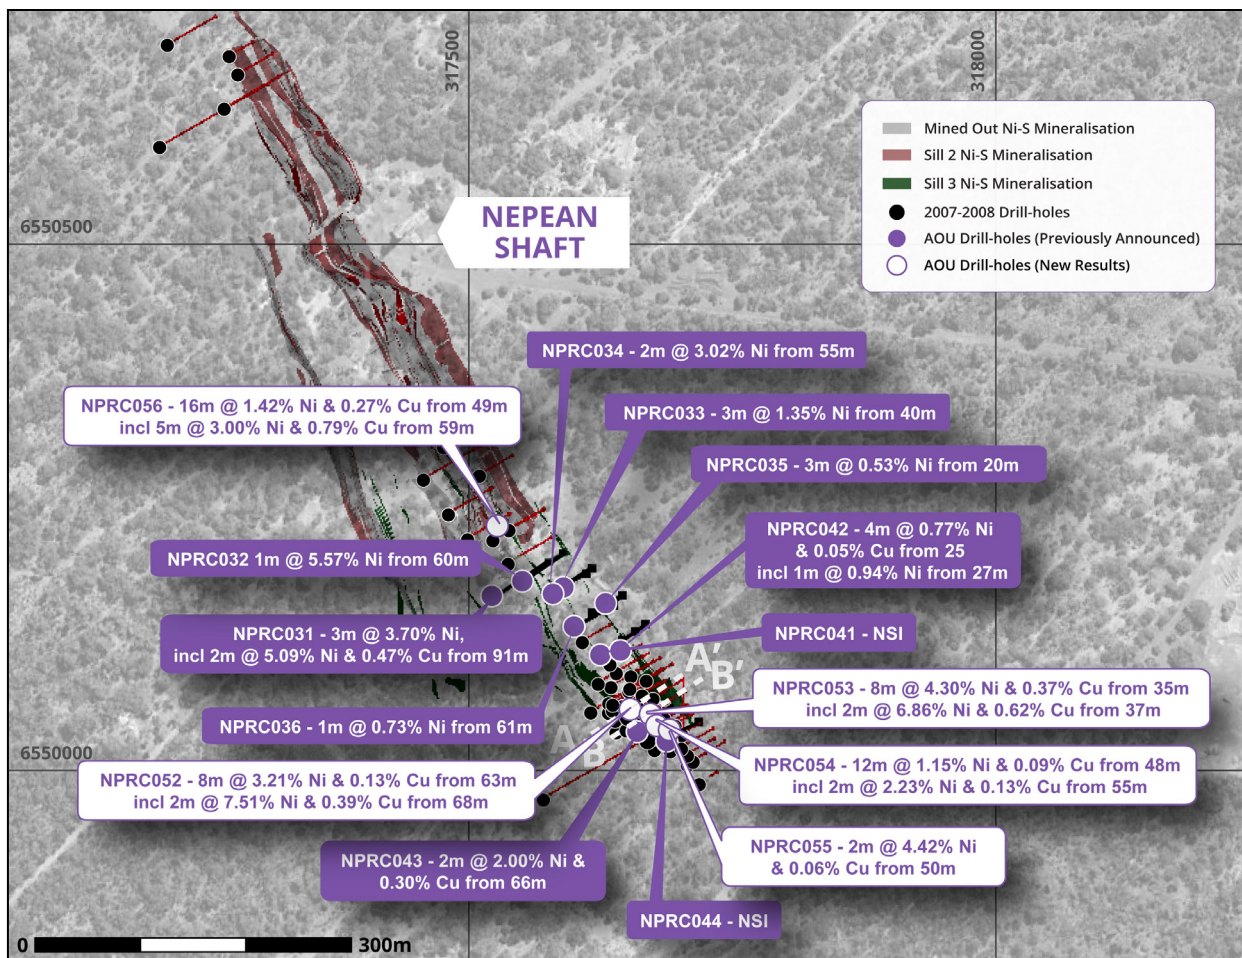 317500
318000
Mined Out Ni-S Mineralisation
Sill 2 Ni-S Mineralisation
Sill 3 Ni-S Mineralisation
2007-2008 Drill-holes
AOU Drill-holes (Previously Announced)
AOU Drill-holes (New Results)
6550500
NEPEAN
SHAFT
NPRC034 - 2m @ 3.02% Ni from 55m
NPRC056 - 16m @ 1.42% Ni & 0.27% Cu from 49m
incl 5m @ 3.00% Ni & 0.79% Cu from 59m
NPRC033 - 3m @ 1.35% Ni from 40m
NPRC035 - 3m @ 0.53% Ni from 20m
NPRC042 - 4m @ 0.77% Ni
& 0.05% Cu from 25
incl 1m @ 0.94% Ni from 27m
NPRC032 1m @ 5.57% Ni from 60m
NPRC031 - 3m @ 3.70% Ni,
incl 2m @ 5.09% Ni & 0.47% Cu from 91m
NPRC041 - NSI
A'
B'
NPRC053 - 8m @ 4.30% Ni & 0.37% Cu from 35m
incl 2m @ 6.86% Ni & 0.62% Cu from 37m
NPRC036 - 1m @ 0.73% Ni from 61m
A
B
6550000
NPRC054 - 12m @ 1.15% Ni & 0.09% Cu from 48m
incl 2m @ 2.23% Ni & 0.13% Cu from 55m
NPRC052 - 8m @ 3.21% Ni & 0.13% Cu from 63m
incl 2m @ 7.51% Ni & 0.39% Cu from 68m
NPRC055 - 2m @ 4.42% Ni
& 0.06% Cu from 50m
NPRC043 - 2m @ 2.00% Ni &
0.30% Cu from 66m
NPRC044 - NSI
0
300m